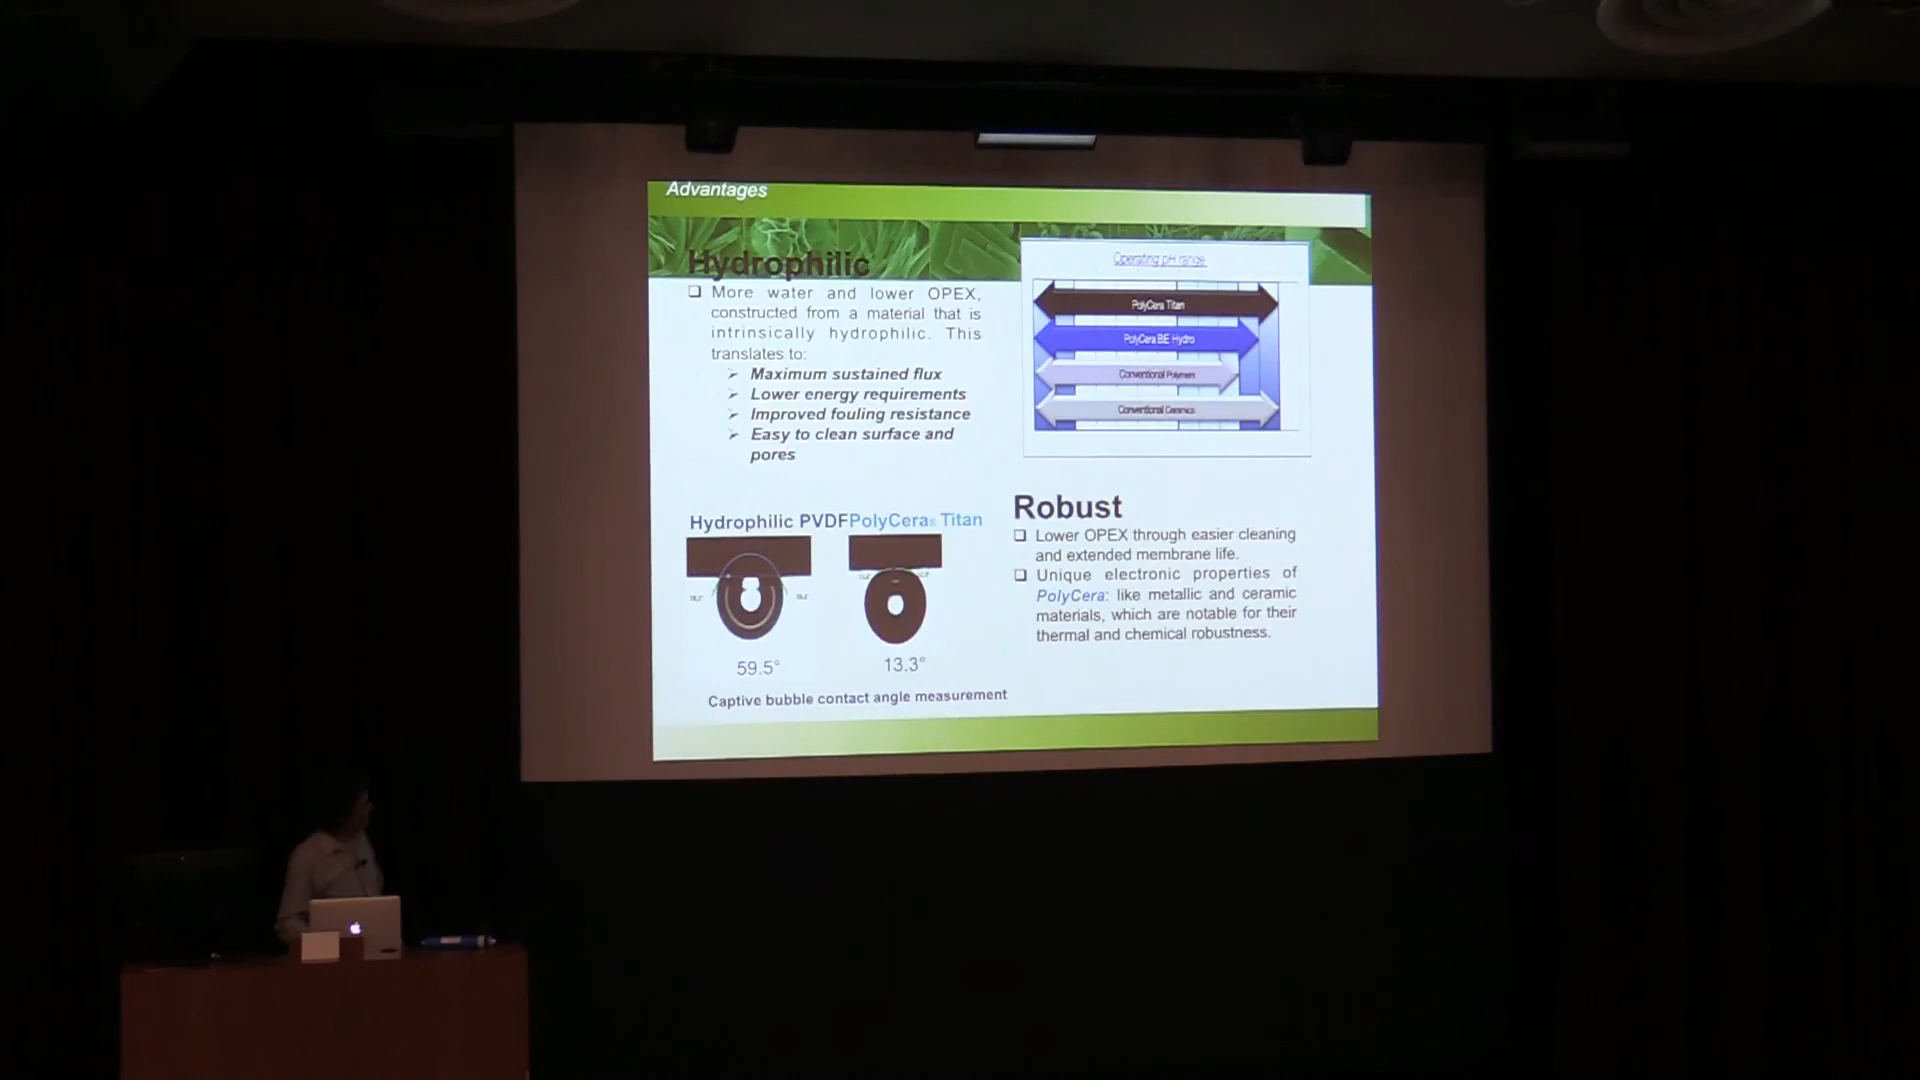 Advantages
Hydrophilic
❑ More water and lower OPEX,
constructed from a material that is
intrinsically hydrophilic. This
translates to:
➢ Maximum sustained flux
➢ Lower energy requirements
➢ Improved fouling resistance
➢ Easy to clean surface and
pores
Operating pH range
PolyCera Titan
PolyCera BE Hydro
Conventional Polymers
Conventional Ceramics
Hydrophilic PVDF PolyCera® Titan
59.5° 13.3°
Captive bubble contact angle measurement
Robust
❑ Lower OPEX through easier cleaning
and extended membrane life.
❑ Unique electronic properties of
PolyCera: like metallic and ceramic
materials, which are notable for their
thermal and chemical robustness.